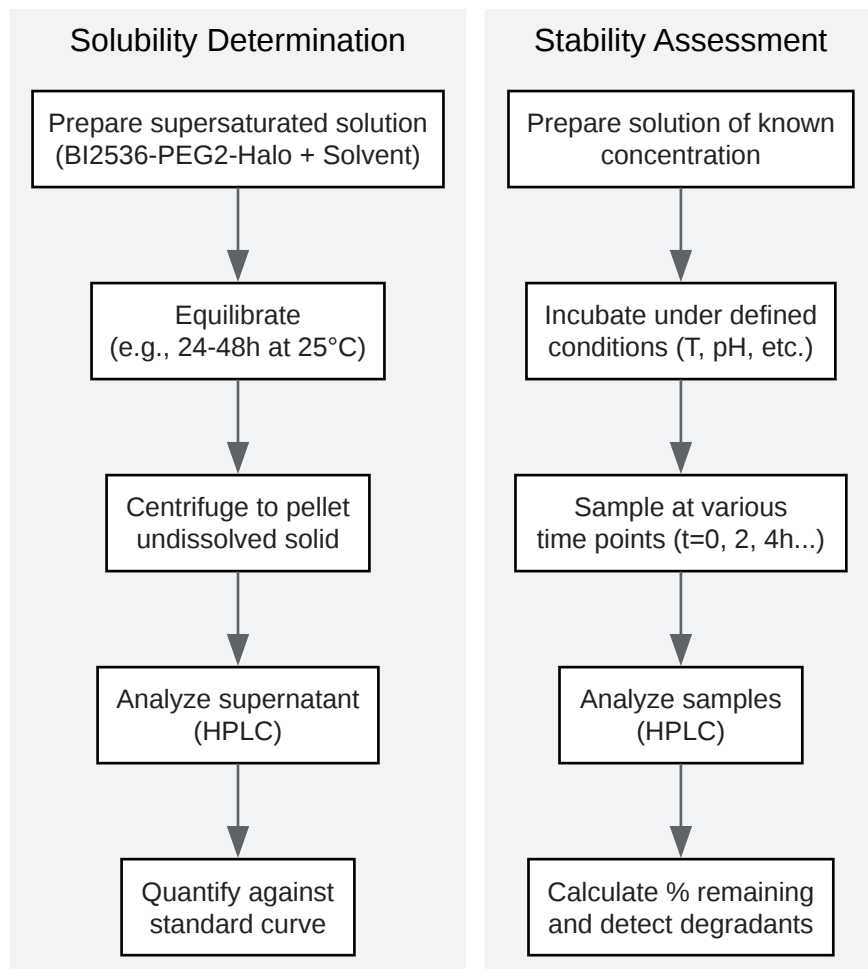 Solubility Determination
Prepare supersaturated solution
(BI2536-PEG2-Halo + Solvent)
Equilibrate
(e.g., 24-48h at 25°C)
Centrifuge to pellet
undissolved solid
Analyze supernatant
(HPLC)
Quantify against
standard curve
Stability Assessment
Prepare solution of known
concentration
Incubate under defined
conditions (T, pH, etc.)
Sample at various
time points (t=0, 2, 4h...)
Analyze samples
(HPLC)
Calculate % remaining
and detect degradants